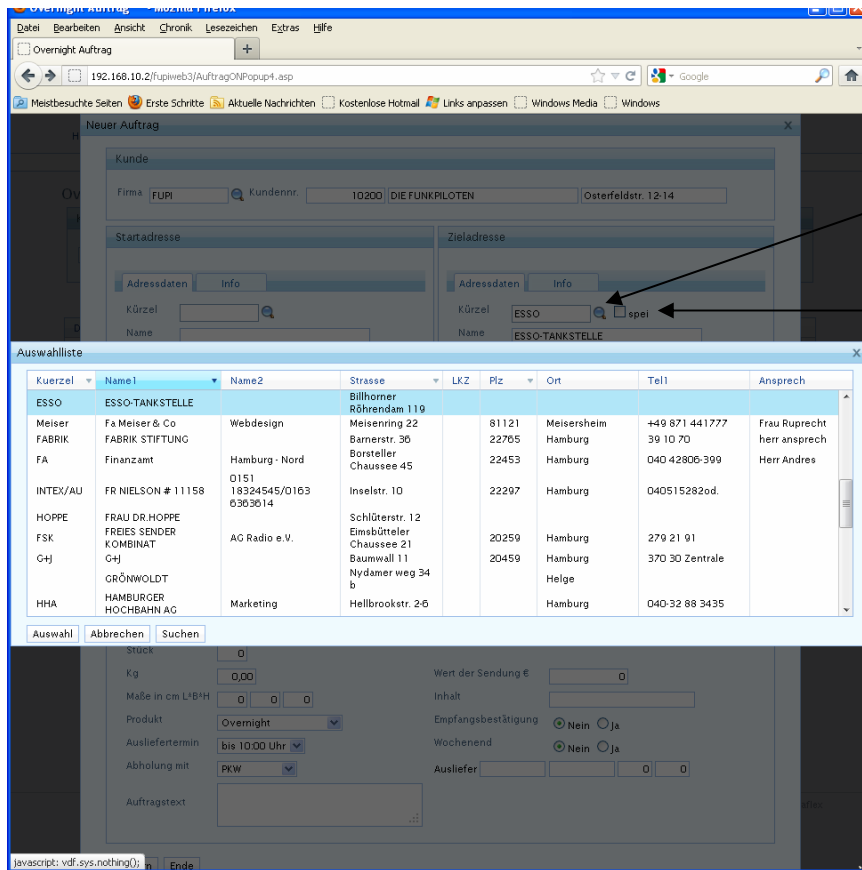 Overnight Auftrag - Mozilla Firefox
Datei Bearbeiten Ansicht Chronik Lesezeichen Extras Hilfe
Overnight Auftrag +
192.168.10.2/fupiweb3/AuftragONPopup4.asp Google
Meistbesuchte Seiten Erste Schritte Aktuelle Nachrichten Kostenlose Hotmail Links anpassen Windows Media Windows
H Neuer Auftrag x
Kunde
Ov Firma FUPI Kundennr. 10200 DIE FUNKPILOTEN Osterfeldstr. 12-14
Startadresse Zieladresse
Adressdaten Info Adressdaten Info
Kürzel Kürzel ESSO spei
Name Name ESSO-TANKSTELLE
Auswahlliste x
Kuerzel Name1 Name2 Strasse LKZ Plz Ort Tel1 Ansprech
ESSO ESSO-TANKSTELLE Billhorner Röhrendam 119
Meiser Fa Meiser & Co Webdesign Meisenring 22 81121 Meisersheim +49 871 441777 Frau Ruprecht
FABRIK FABRIK STIFTUNG Barnerstr. 36 22765 Hamburg 39 10 70 herr ansprech
FA Finanzamt Hamburg - Nord Borsteller Chaussee 45 22453 Hamburg 040 42806-399 Herr Andres
INTEX/AU FR NIELSON # 11158 0151 18324545/0163 6363614 Inselstr. 10 22297 Hamburg 040515282od.
HOPPE FRAU DR.HOPPE Schlüterstr. 12
FSK FREIES SENDER KOMBINAT AG Radio e.V. Eimsbütteler Chaussee 21 20259 Hamburg 279 21 91
G+J G+J Baumwall 11 20459 Hamburg 370 30 Zentrale
GRÖNWOLDT Nydamer weg 34 b Helge
HHA HAMBURGER HOCHBAHN AG Marketing Hellbrookstr. 2-6 Hamburg 040-32 88 3435
Auswahl Abbrechen Suchen
Stück 0
Kg 0,00 Wert der Sendung € 0
Maße in cm L*B*H 0 0 0 Inhalt
Produkt Overnight Empfangsbestätigung Nein Ja
Ausliefertermin bis 10:00 Uhr Wochenend Nein Ja
Abholung mit PKW Ausliefer 0 0
Auftragstext
javascript: vdf.sys.nothing(); n Ende